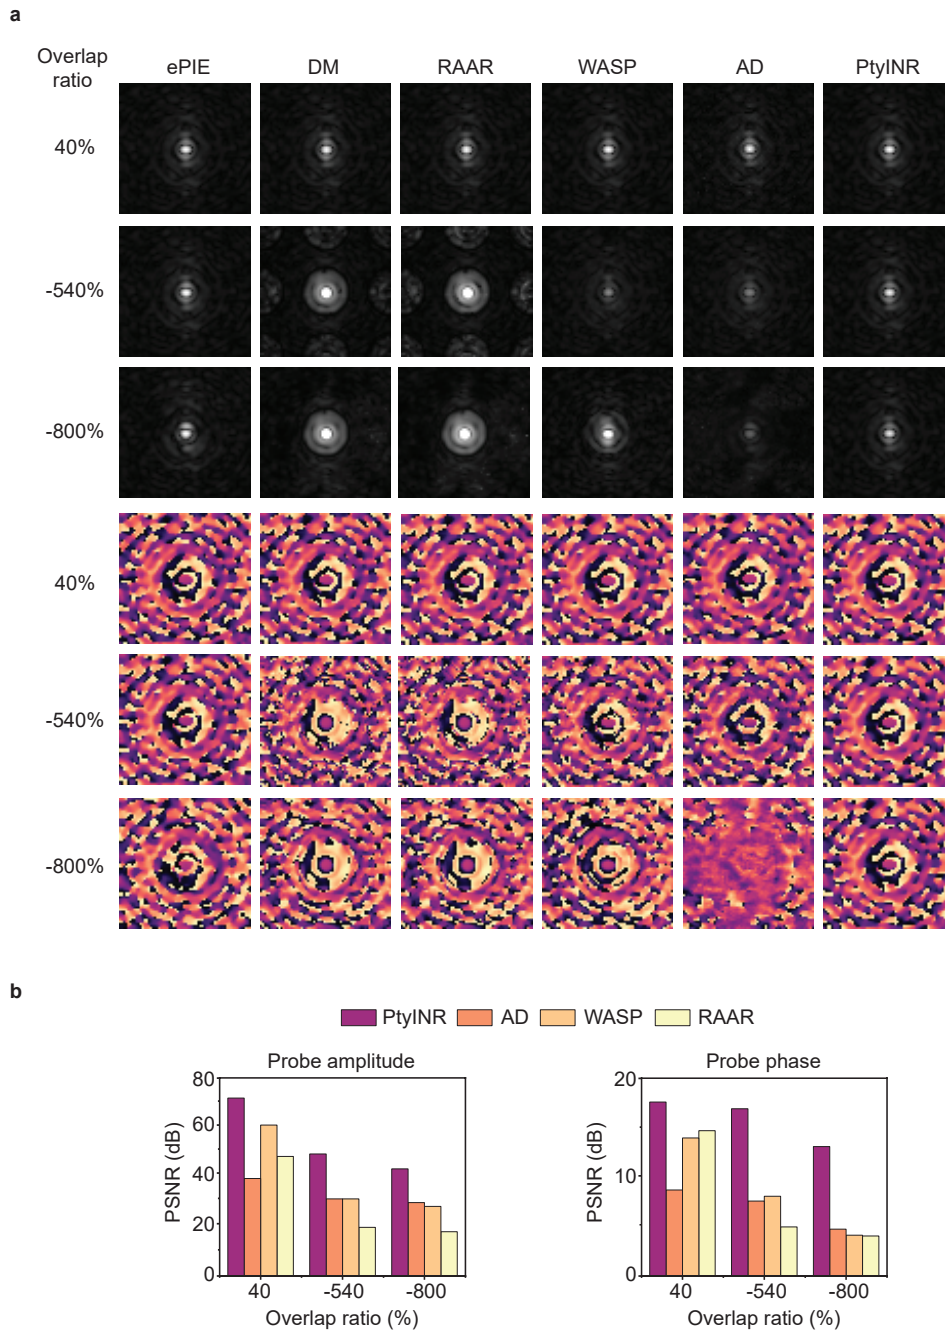 a
Overlap
ratio
ePIE DM RAAR WASP AD PtyINR
40%
-540%
-800%
40%
-540%
-800%
b
PtyINR AD WASP RAAR
Probe amplitude
PSNR (dB)
80
60
40
20
0
40 -540 -800
Overlap ratio (%)
Probe phase
PSNR (dB)
20
10
0
40 -540 -800
Overlap ratio (%)